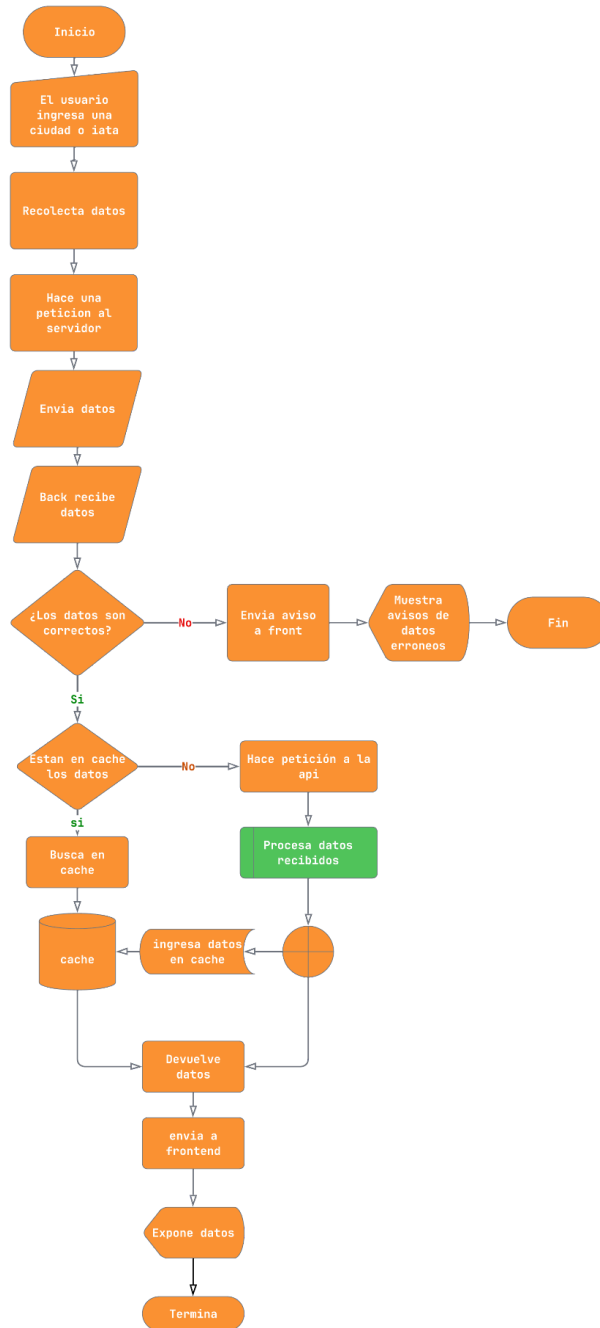 Inicio
El usuario
ingresa una
ciudad o iata
Recolecta datos
Hace una
peticion al
servidor
Envia datos
Back recibe
datos
¿Los datos son
correctos?
No
Envia aviso
a front
Muestra
avisos de
datos
erroneos
Fin
Si
Estan en cache
los datos
No
Hace petición a la
api
si
Busca en
cache
Procesa datos
recibidos
cache
ingresa datos
en cache
Devuelve
datos
envia a
frontend
Expone datos
Termina